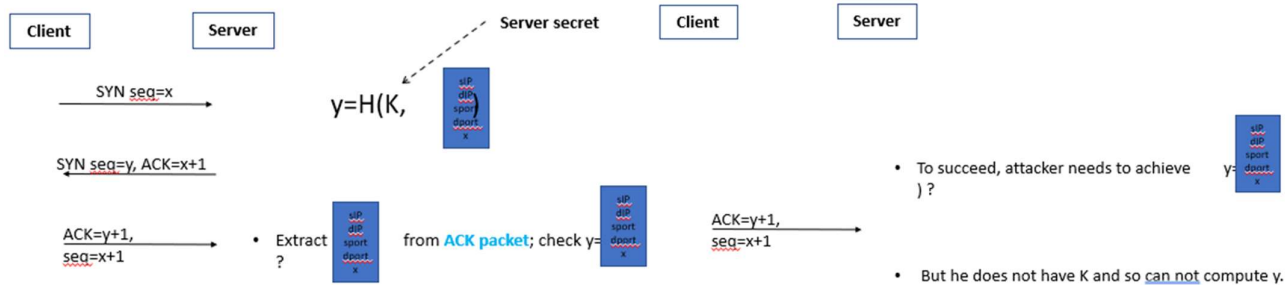 Client
Server
Server secret
Client
Server
SYN seq=x
y=H(K,
sIP
dIP
sport
dport
x
)
SYN seq=y, ACK=x+1
ACK=y+1,
seq=x+1
• Extract
?
sIP
dIP
sport
dport
x
from ACK packet; check y=
sIP
dIP
sport
dport
x
ACK=y+1,
seq=x+1
• To succeed, attacker needs to achieve y=
) ?
sIP
dIP
sport
dport
x
• But he does not have K and so can not compute y.